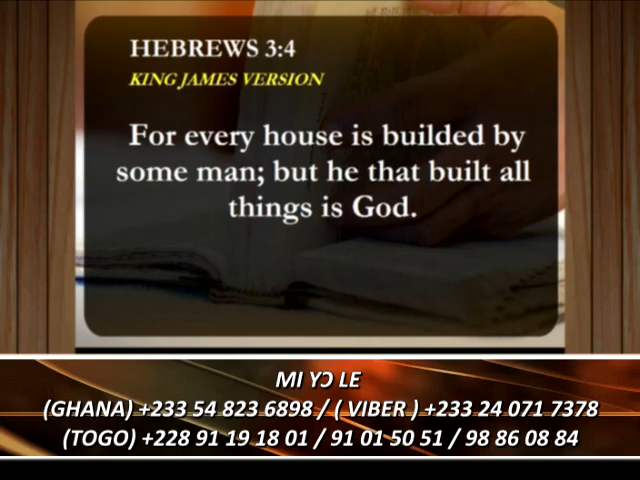 HEBREWS 3:4
KING JAMES VERSION
For every house is builded by
some man; but he that built all
things is God.
MI YƆ LE
(GHANA) +233 54 823 6898 / ( VIBER ) +233 24 071 7378
(TOGO) +228 91 19 18 01 / 91 01 50 51 / 98 86 08 84